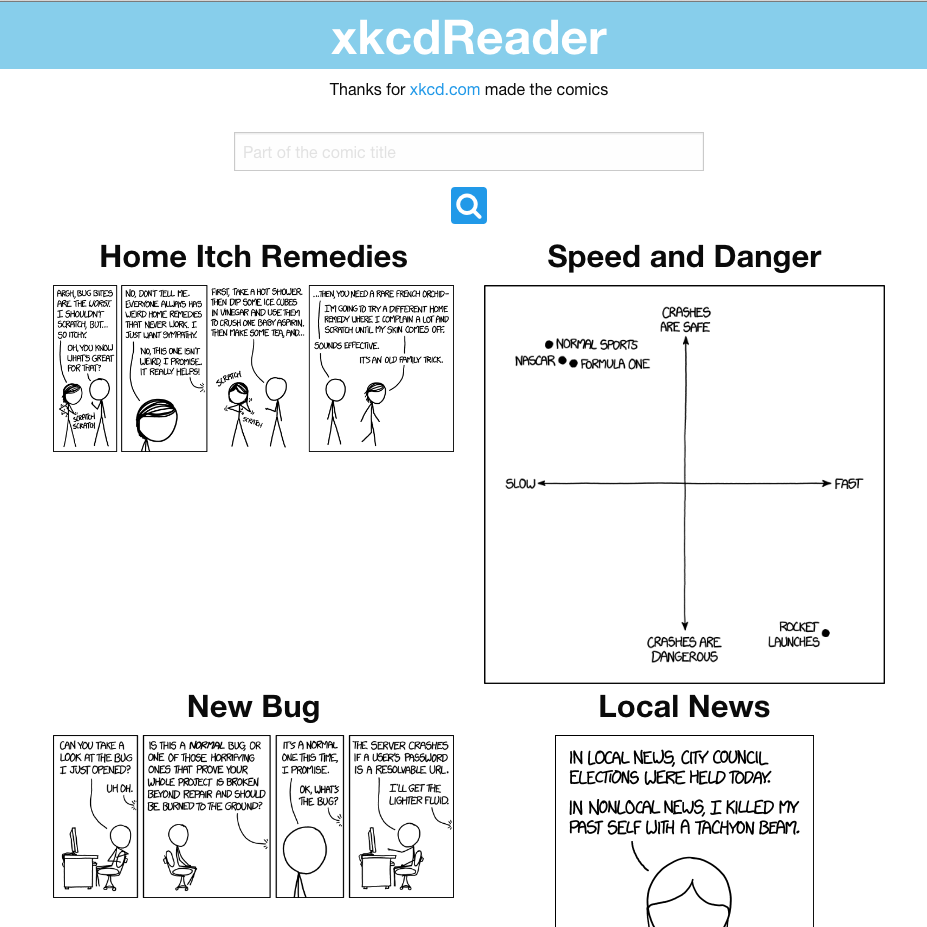 xkcdReader
Thanks for xkcd.com made the comics
Part of the comic title
Home Itch Remedies
ARGH, BUG BITES
ARE THE WORST.
I SHOULDN'T
SCRATCH, BUT...
SO ITCHY.
OH, YOU KNOW
WHAT'S GREAT
FOR THAT?
SCRATCH
SCRATCH
NO, DON'T TELL ME.
EVERYONE ALWAYS HAS
WEIRD HOME REMEDIES
THAT NEVER WORK. I
JUST WANT SYMPATHY.
NO, THIS ONE ISN'T
WEIRD, I PROMISE.
IT REALLY HELPS!
FIRST, TAKE A HOT SHOWER.
THEN DIP SOME ICE CUBES
IN VINEGAR AND USE THEM
TO CRUSH ONE BABY ASPIRIN.
THEN MAKE SOME TEA, AND...
SCRATCH
SCRATCH
...THEN, YOU NEED A RARE FRENCH ORCHID—
I'M GOING TO TRY A DIFFERENT HOME
REMEDY WHERE I COMPLAIN A LOT AND
SCRATCH UNTIL MY SKIN COMES OFF.
SOUNDS EFFECTIVE.
IT'S AN OLD FAMILY TRICK.
Speed and Danger
CRASHES
ARE SAFE
NORMAL SPORTS
NASCAR
FORMULA ONE
SLOW
FAST
ROCKET
LAUNCHES
CRASHES ARE
DANGEROUS
New Bug
CAN YOU TAKE A
LOOK AT THE BUG
I JUST OPENED?
UH OH.
IS THIS A NORMAL BUG, OR
ONE OF THOSE HORRIFYING
ONES THAT PROVE YOUR
WHOLE PROJECT IS BROKEN
BEYOND REPAIR AND SHOULD
BE BURNED TO THE GROUND?
IT'S A NORMAL
ONE THIS TIME,
I PROMISE.
OK, WHAT'S
THE BUG?
THE SERVER CRASHES
IF A USER'S PASSWORD
IS A RESOLVABLE URL.
I'LL GET THE
LIGHTER FLUID.
Local News
IN LOCAL NEWS, CITY COUNCIL
ELECTIONS WERE HELD TODAY.
IN NONLOCAL NEWS, I KILLED MY
PAST SELF WITH A TACHYON BEAM.